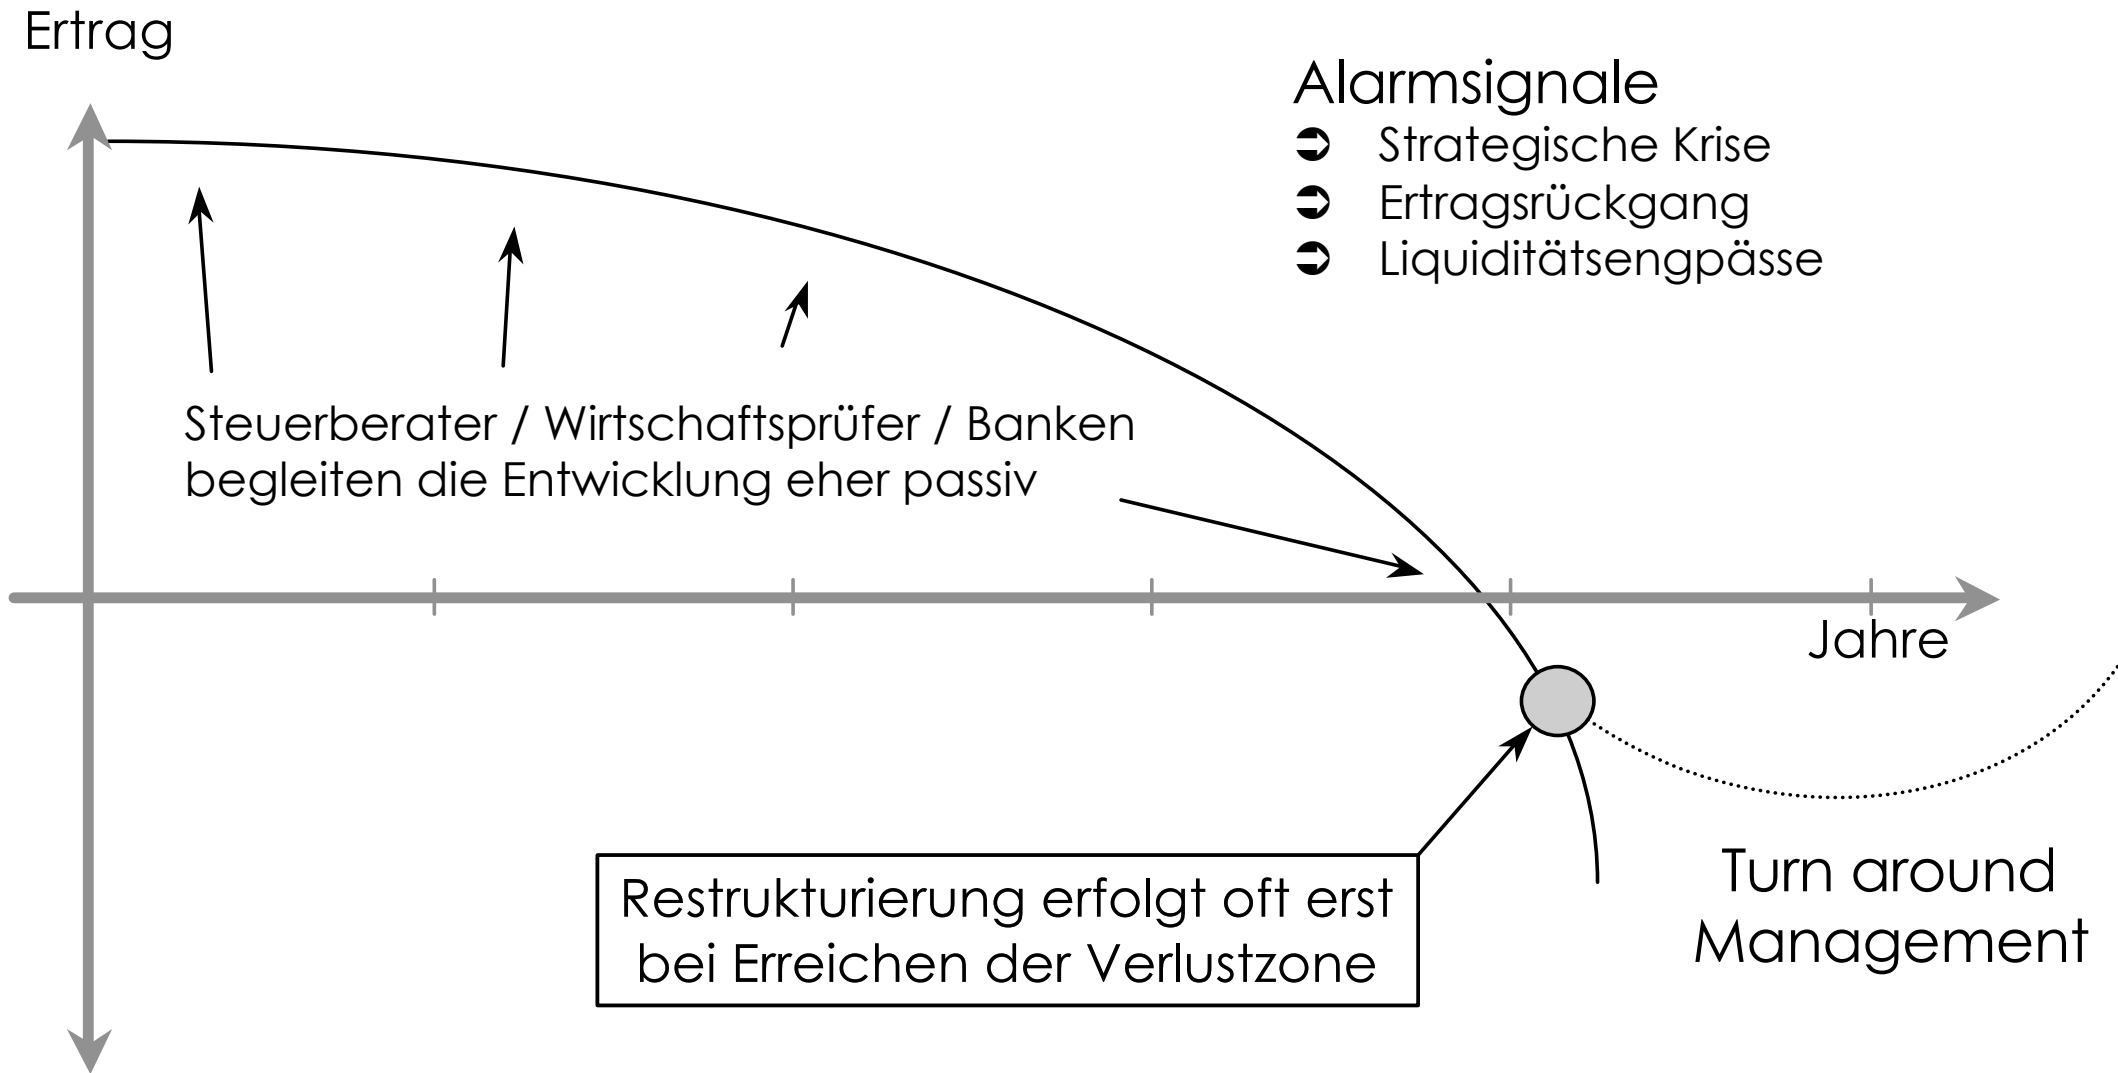 Ertrag
Alarmsignale
➲ Strategische Krise
➲ Ertragsrückgang
➲ Liquiditätsengpässe
Steuerberater / Wirtschaftsprüfer / Banken
begleiten die Entwicklung eher passiv
Jahre
Restrukturierung erfolgt oft erst
bei Erreichen der Verlustzone
Turn around
Management